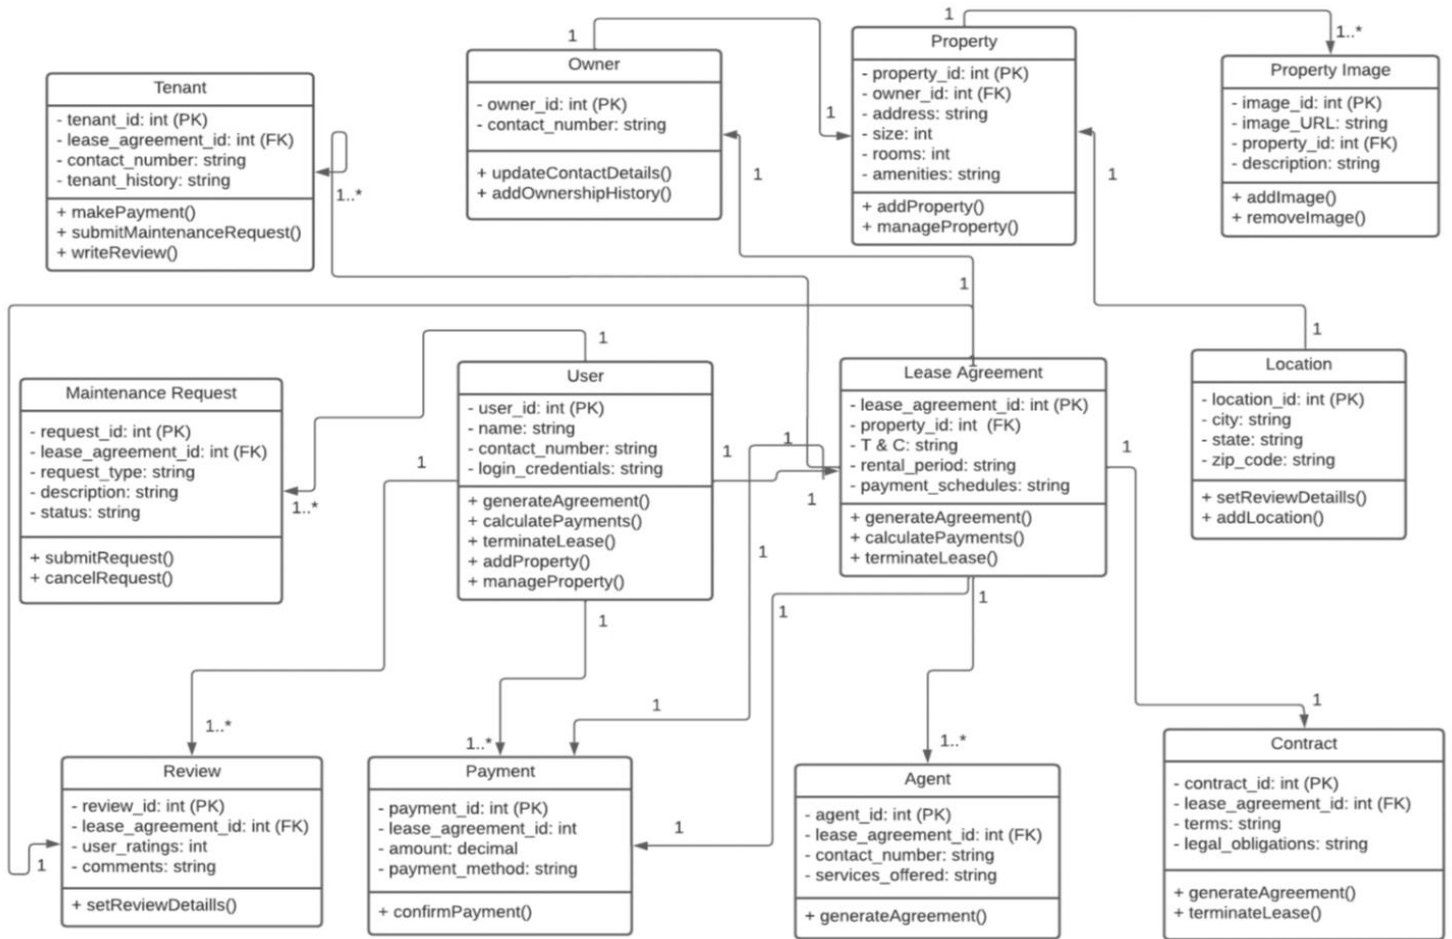 Tenant
- tenant_id: int (PK)
- lease_agreement_id: int (FK)
- contact_number: string
- tenant_history: string
+ makePayment()
+ submitMaintenanceRequest()
+ writeReview()
1..*
1
Owner
- owner_id: int (PK)
- contact_number: string
+ updateContactDetails()
+ addOwnershipHistory()
1
1
1
Property
- property_id: int (PK)
- owner_id: int (FK)
- address: string
- size: int
- rooms: int
- amenities: string
+ addProperty()
+ manageProperty()
1
1..*
Property Image
- image_id: int (PK)
- image_URL: string
- property_id: int (FK)
- description: string
+ addImage()
+ removeImage()
1
1
1
Maintenance Request
- request_id: int (PK)
- lease_agreement_id: int (FK)
- request_type: string
- description: string
- status: string
+ submitRequest()
+ cancelRequest()
1..*
1
1
User
- user_id: int (PK)
- name: string
- contact_number: string
- login_credentials: string
+ generateAgreement()
+ calculatePayments()
+ terminateLease()
+ addProperty()
+ manageProperty()
1
1
1
1
1
1
Lease Agreement
- lease_agreement_id: int (PK)
- property_id: int (FK)
- T & C: string
- rental_period: string
- payment_schedules: string
+ generateAgreement()
+ calculatePayments()
+ terminateLease()
1
1
1
Location
- location_id: int (PK)
- city: string
- state: string
- zip_code: string
+ setReviewDetaills()
+ addLocation()
1..*
1
Review
- review_id: int (PK)
- lease_agreement_id: int (FK)
- user_ratings: int
- comments: string
+ setReviewDetaills()
1..*
1
Payment
- payment_id: int (PK)
- lease_agreement_id: int
- amount: decimal
- payment_method: string
+ confirmPayment()
1
1..*
Agent
- agent_id: int (PK)
- lease_agreement_id: int (FK)
- contact_number: string
- services_offered: string
+ generateAgreement()
1
Contract
- contract_id: int (PK)
- lease_agreement_id: int (FK)
- terms: string
- legal_obligations: string
+ generateAgreement()
+ terminateLease()